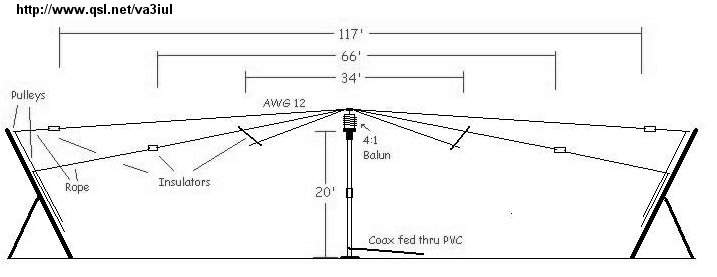 http://www.qsl.net/va3iul
117'
66'
34'
Pulleys
AWG 12
4:1
Balun
Rope
Insulators
20'
Coax fed thru PVC